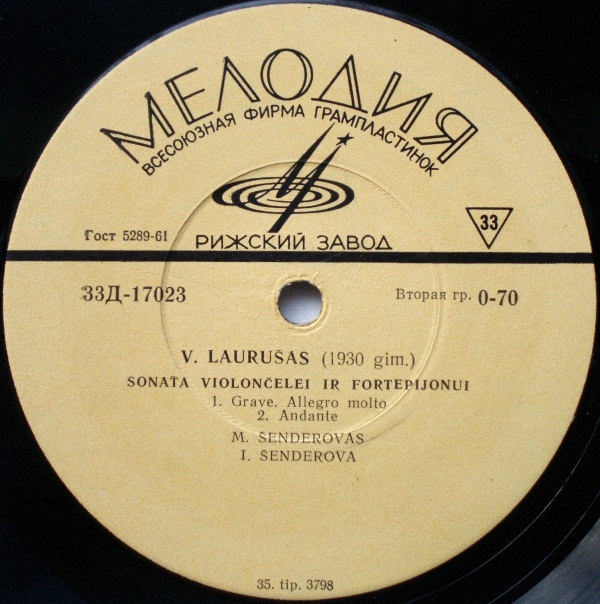 МЕЛОДИЯ
ВСЕСОЮЗНАЯ ФИРМА ГРАМПЛАСТИНОК
Гост 5289-61
33
РИЖСКИЙ ЗАВОД
33Д-17023
Вторая гр. 0-70
V. LAURUŠAS (1930 gim.)
SONATA VIOLONČELEI IR FORTEPIJONUI
1. Grave. Allegro molto
2. Andante
M. ŠENDEROVAS
I. ŠENDEROVA
35. tip. 3798